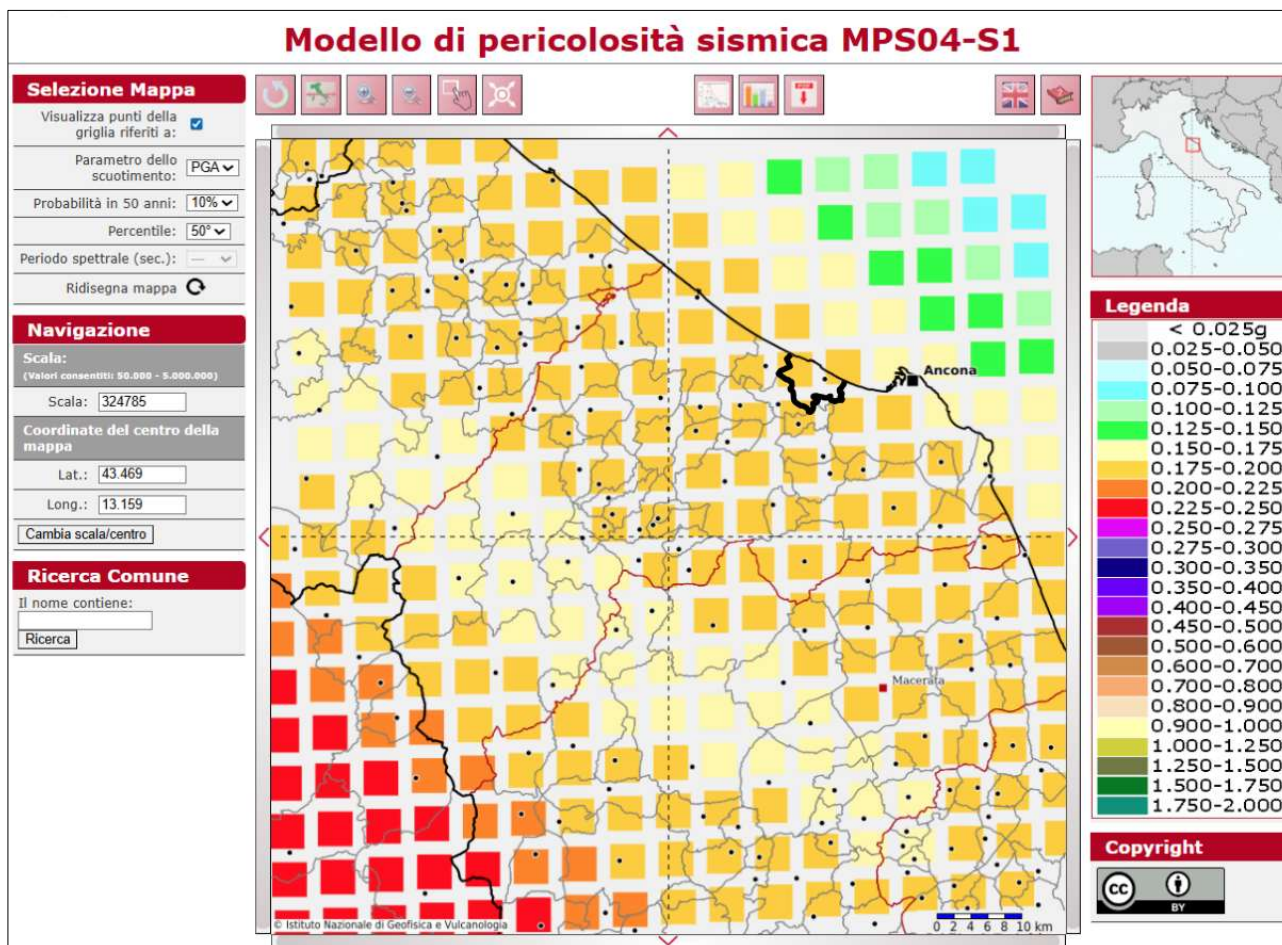 Modello di pericolosità sismica MPS04-S1
Selezione Mappa
Visualizza punti della
griglia riferiti a:
Parametro dello
scuotimento:
PGA
Probabilità in 50 anni:
10%
Percentile:
50°
Periodo spettrale (sec.):
---
Ridisegna mappa
Navigazione
Scala:
(Valori consentiti: 50.000 - 5.000.000)
Scala:
324785
Coordinate del centro della
mappa
Lat.:
43.469
Long.:
13.159
Cambia scala/centro
Ricerca Comune
Il nome contiene:
Ricerca
Ancona
Macerata
© Istituto Nazionale di Geofisica e Vulcanologia
0 2 4 6 8 10 km
Legenda
< 0.025g
0.025-0.050
0.050-0.075
0.075-0.100
0.100-0.125
0.125-0.150
0.150-0.175
0.175-0.200
0.200-0.225
0.225-0.250
0.250-0.275
0.275-0.300
0.300-0.350
0.350-0.400
0.400-0.450
0.450-0.500
0.500-0.600
0.600-0.700
0.700-0.800
0.800-0.900
0.900-1.000
1.000-1.250
1.250-1.500
1.500-1.750
1.750-2.000
Copyright
cc
BY